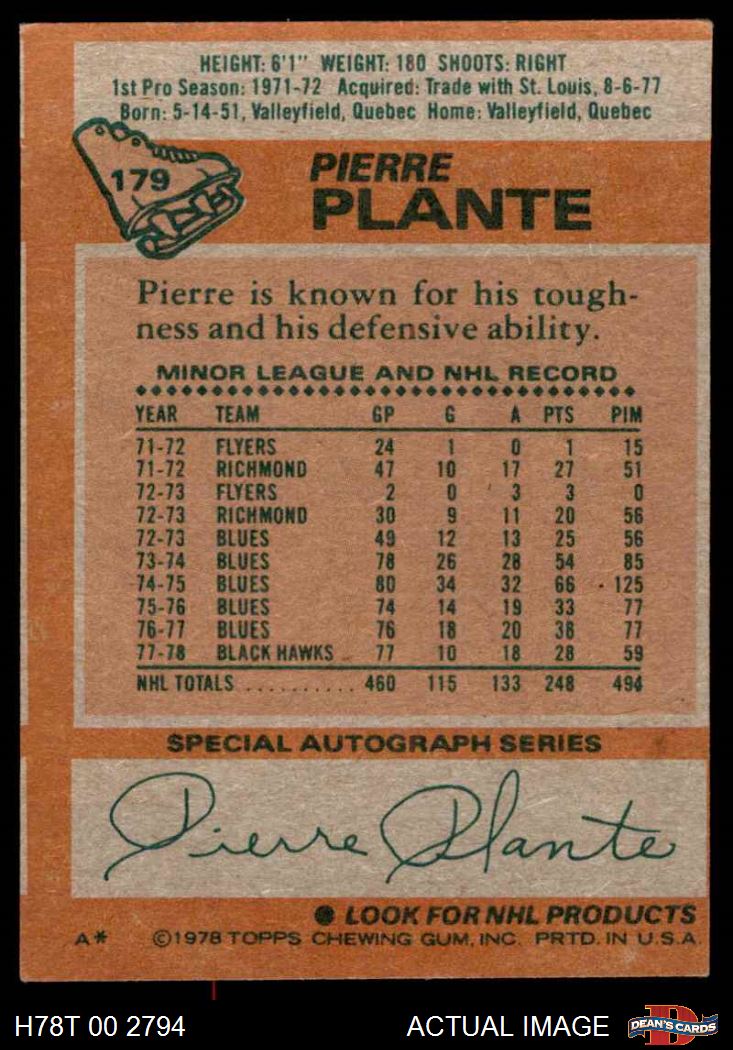 HEIGHT: 6'1" WEIGHT: 180 SHOOTS: RIGHT
1st Pro Season: 1971-72 Acquired: Trade with St. Louis, 8-6-77
Born: 5-14-51, Valleyfield, Quebec Home: Valleyfield, Quebec
179
PIERRE
PLANTE
Pierre is known for his tough-
ness and his defensive ability.
MINOR LEAGUE AND NHL RECORD
YEAR TEAM GP G A PTS PIM
71-72 FLYERS 24 1 0 1 15
71-72 RICHMOND 47 10 17 27 51
72-73 FLYERS 2 0 3 3 0
72-73 RICHMOND 30 9 11 20 56
72-73 BLUES 49 12 13 25 56
73-74 BLUES 78 26 28 54 85
74-75 BLUES 80 34 32 66 125
75-76 BLUES 74 14 19 33 77
76-77 BLUES 76 18 20 38 77
77-78 BLACK HAWKS 77 10 18 28 59
NHL TOTALS .......... 460 115 133 248 494
SPECIAL AUTOGRAPH SERIES
Pierre Plante
● LOOK FOR NHL PRODUCTS
A* ©1978 TOPPS CHEWING GUM, INC. PRTD. IN U.S.A.
H78T 00 2794 ACTUAL IMAGE
D
DEAN'S CARDS